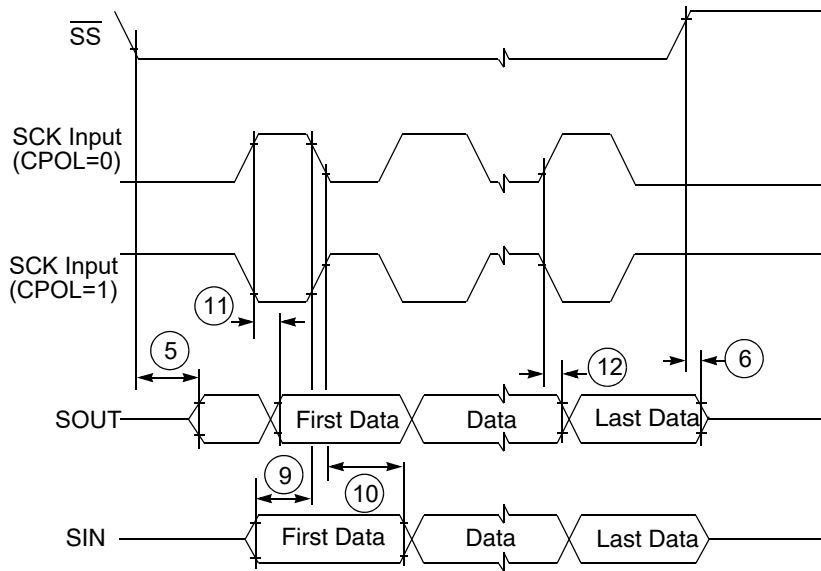 SS
SCK Input
(CPOL=0)
SCK Input
(CPOL=1)
11
5
12
6
SOUT
First Data
Data
Last Data
9
10
SIN
First Data
Data
Last Data